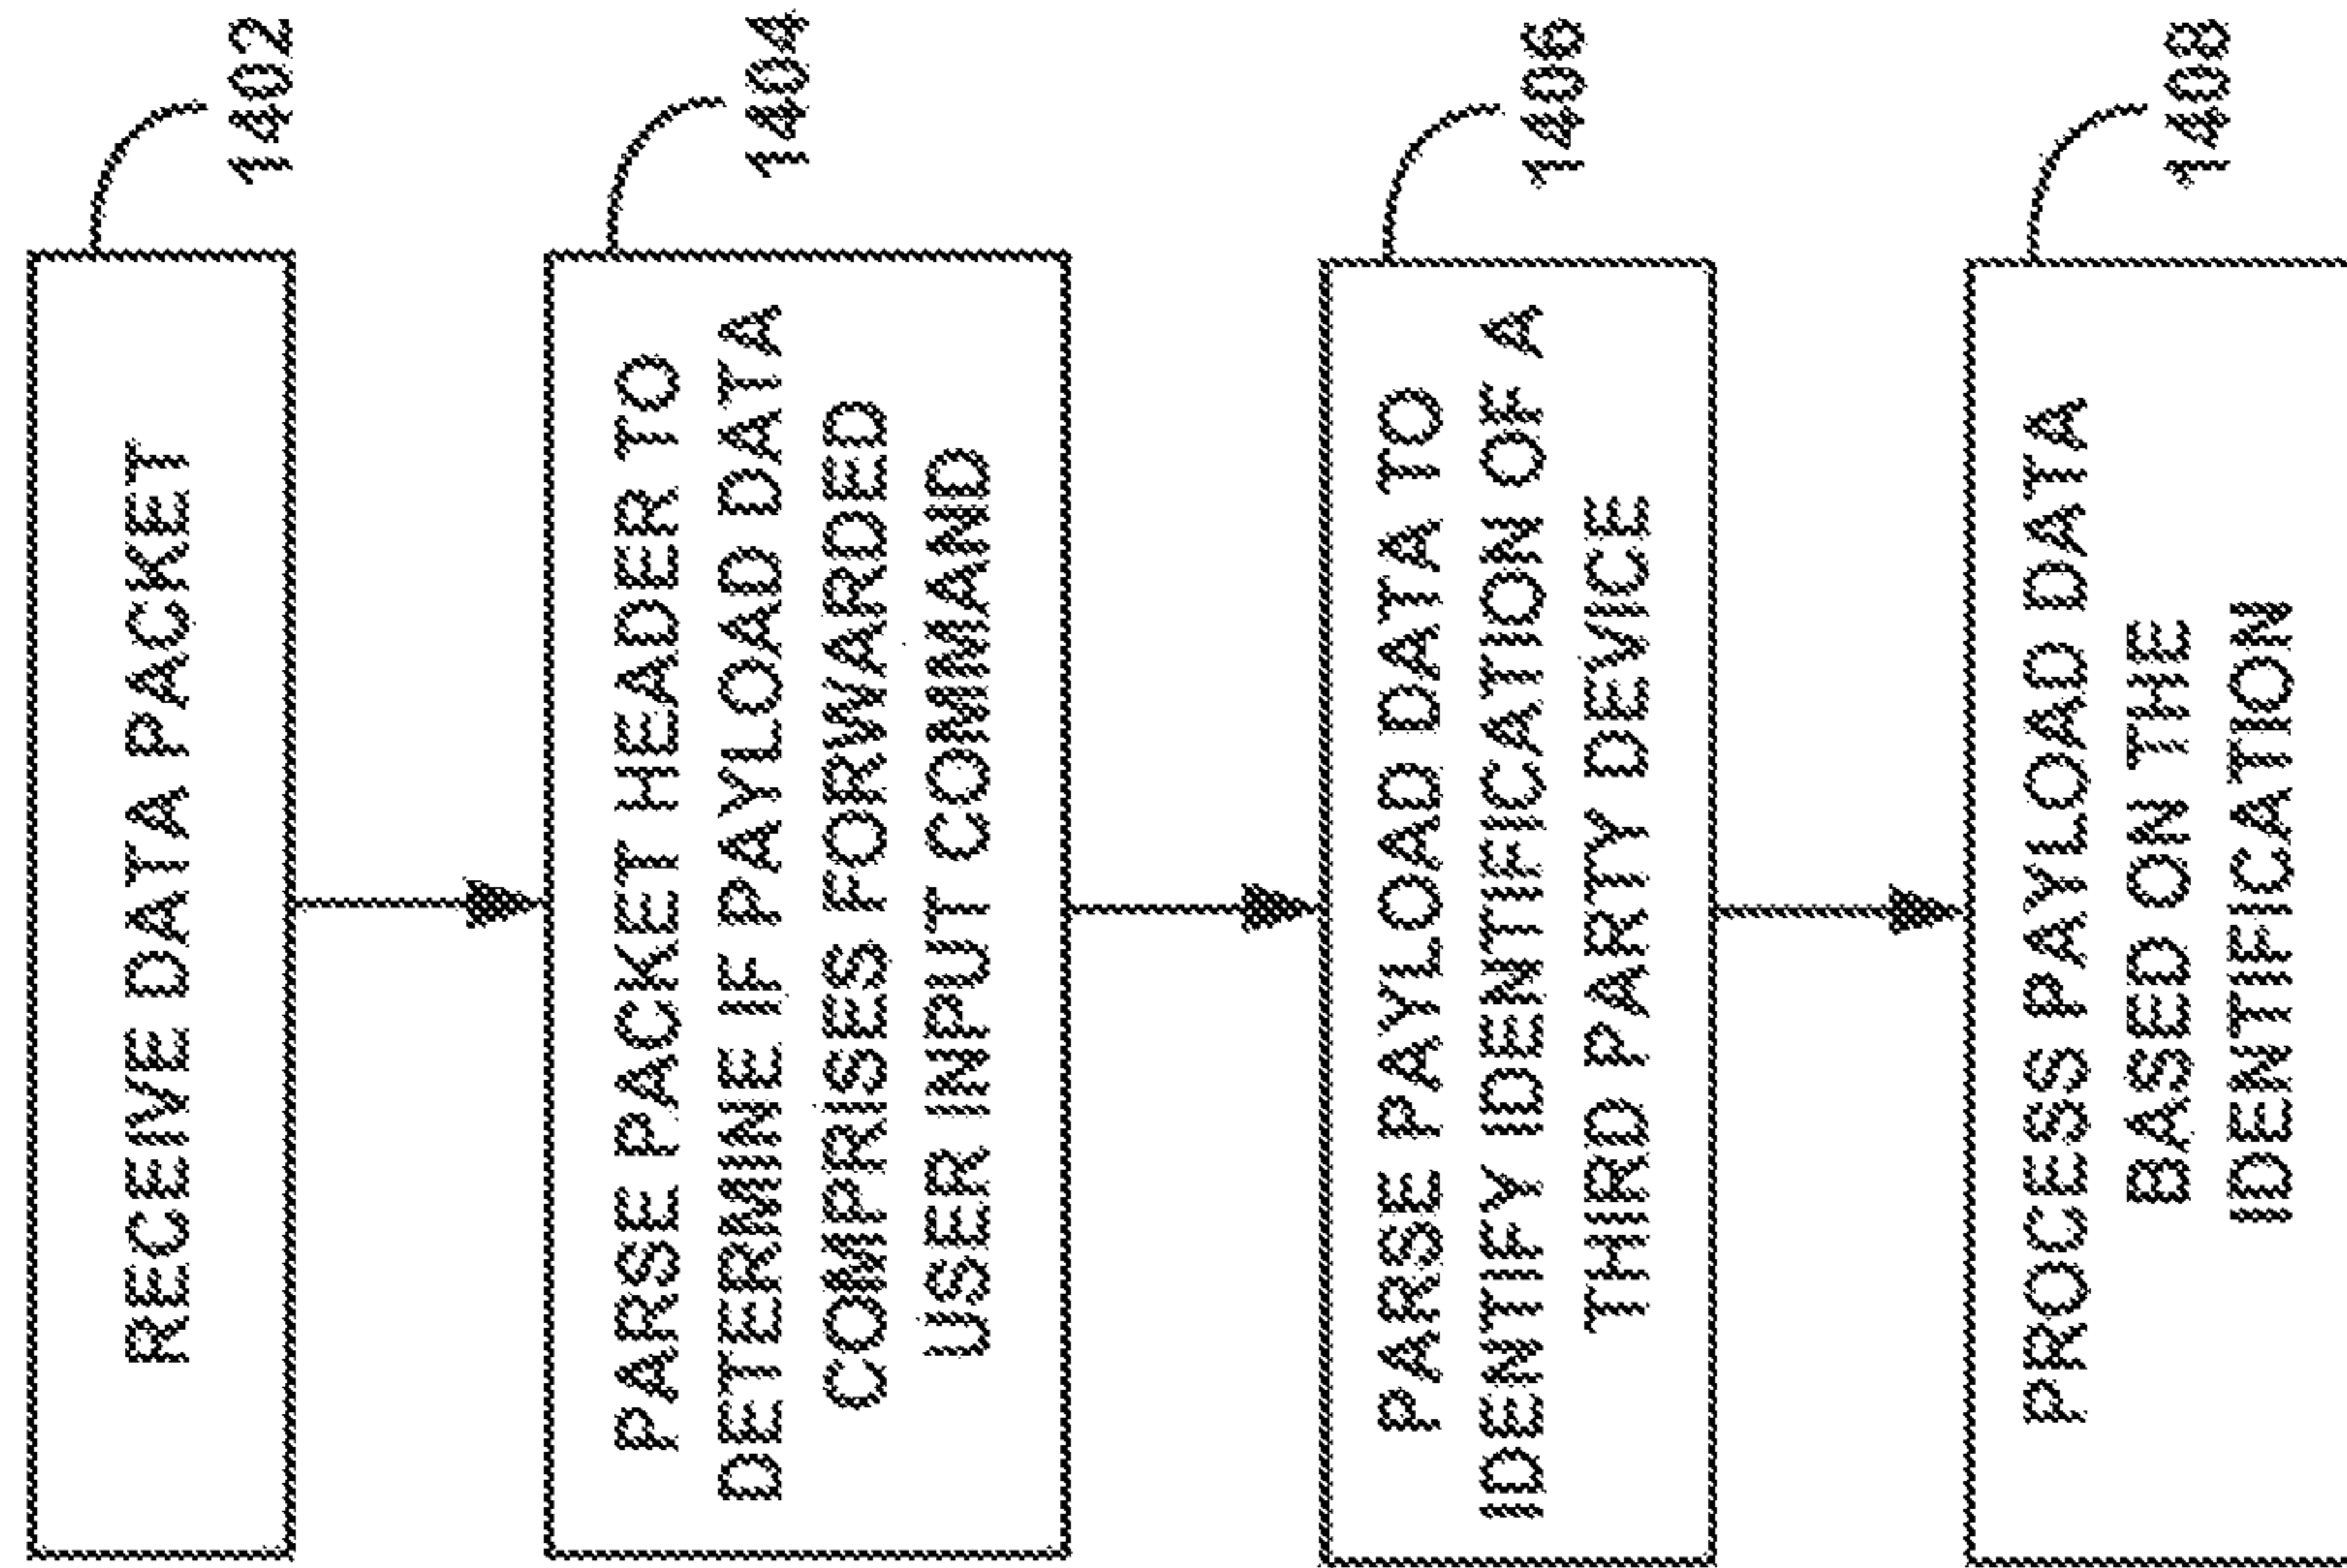 RECEIVE DATA PACKET
1402
PARSE PACKET HEADER TO
DETERMINE IF PAYLOAD DATA
COMPRISES FORWARDED
USER INPUT COMMAND
1404
PARSE PAYLOAD DATA TO
IDENTIFY IDENTIFICATION OF A
THIRD PARTY DEVICE
1406
PROCESS PAYLOAD DATA
BASED ON THE
IDENTIFICATION
1408